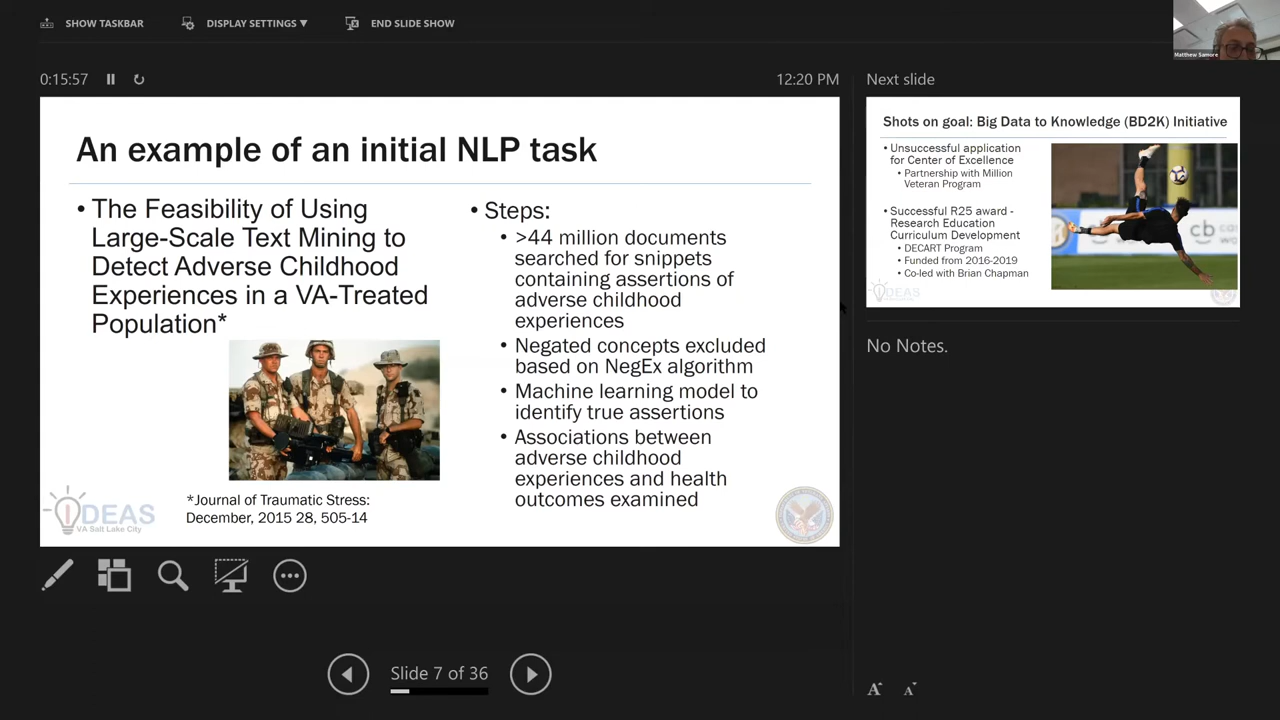 SHOW TASKBAR
DISPLAY SETTINGS ▼
END SLIDE SHOW
Matthew Samore
0:15:57
12:20 PM
Next slide
An example of an initial NLP task
• The Feasibility of Using
Large-Scale Text Mining to
Detect Adverse Childhood
Experiences in a VA-Treated
Population*
*Journal of Traumatic Stress:
December, 2015 28, 505-14
IDEAS
VA Salt Lake City
• Steps:
• >44 million documents
searched for snippets
containing assertions of
adverse childhood
experiences
• Negated concepts excluded
based on NegEx algorithm
• Machine learning model to
identify true assertions
• Associations between
adverse childhood
experiences and health
outcomes examined
Shots on goal: Big Data to Knowledge (BD2K) Initiative
• Unsuccessful application
for Center of Excellence
• Partnership with Million
Veteran Program
• Successful R25 award -
Research Education
Curriculum Development
• DECART Program
• Funded from 2016-2019
• Co-led with Brian Chapman
IDEAS
cb
No Notes.
Slide 7 of 36
A A